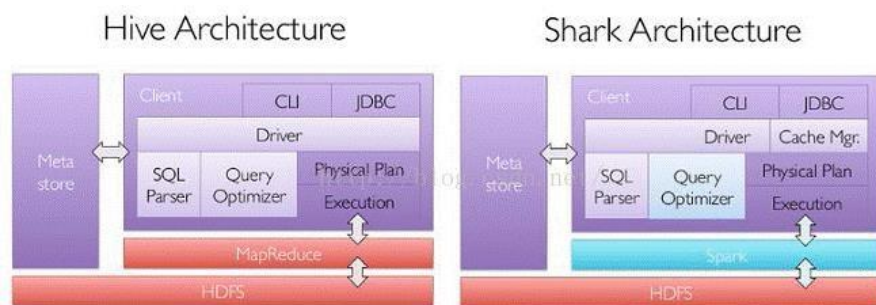 Hive Architecture
Client
CLI
JDBC
Driver
Meta
store
SQL
Parser
Query
Optimizer
Physical Plan
Execution
MapReduce
HDFS
Shark Architecture
Client
CLI
JDBC
Driver
Cache Mgr.
Meta
store
SQL
Parser
Query
Optimizer
Physical Plan
Execution
Spark
HDFS